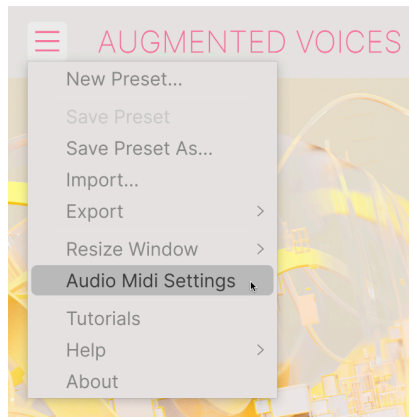 AUGMENTED VOICES
New Preset...
Save Preset
Save Preset As...
Import...
Export
Resize Window
Audio Midi Settings
Tutorials
Help
About